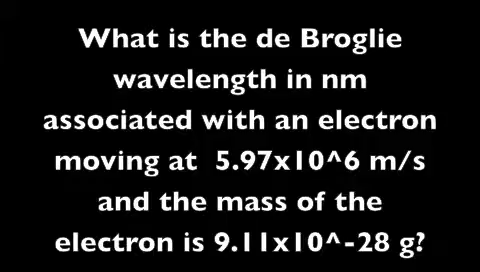 What is the de Broglie
wavelength in nm
associated with an electron
moving at  5.97x10^6 m/s
and the mass of the
electron is 9.11x10^-28 g?